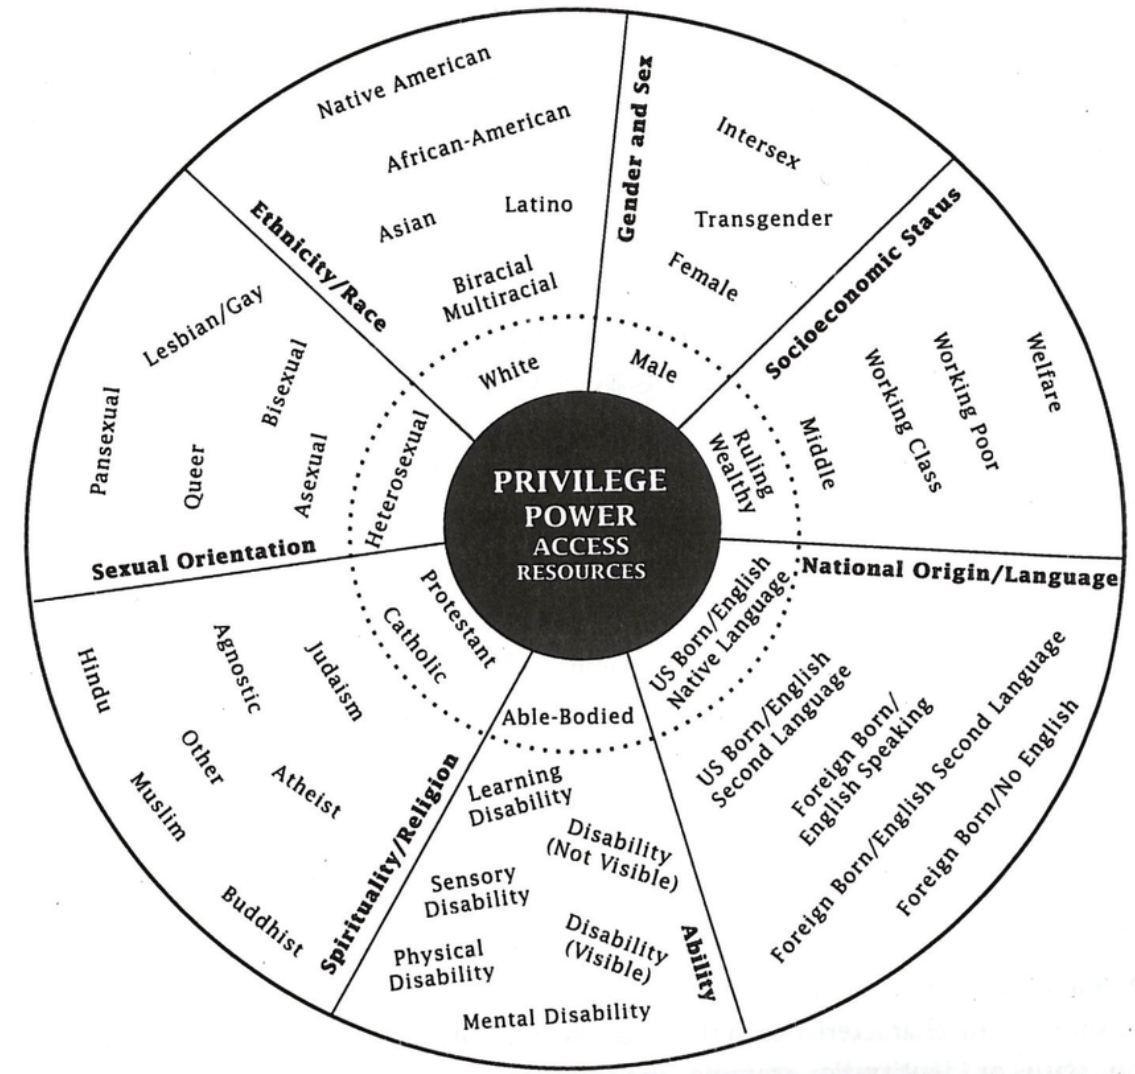 PRIVILEGE
POWER
ACCESS
RESOURCES
Ethnicity/Race
Native American
African-American
Asian
Latino
Biracial
Multiracial
White
Gender and Sex
Intersex
Transgender
Female
Male
Socioeconomic Status
Welfare
Working Poor
Working Class
Middle
Ruling
Wealthy
National Origin/Language
US Born/English
Native Language
US Born/English
Second Language
Foreign Born/
English Speaking
Foreign Born/English Second Language
Foreign Born/No English
Ability
Able-Bodied
Learning
Disability
Disability
(Not Visible)
Sensory
Disability
Disability
(Visible)
Physical
Disability
Mental Disability
Spirituality/Religion
Protestant
Catholic
Judaism
Agnostic
Hindu
Other
Atheist
Muslim
Buddhist
Sexual Orientation
Heterosexual
Lesbian/Gay
Bisexual
Pansexual
Queer
Asexual